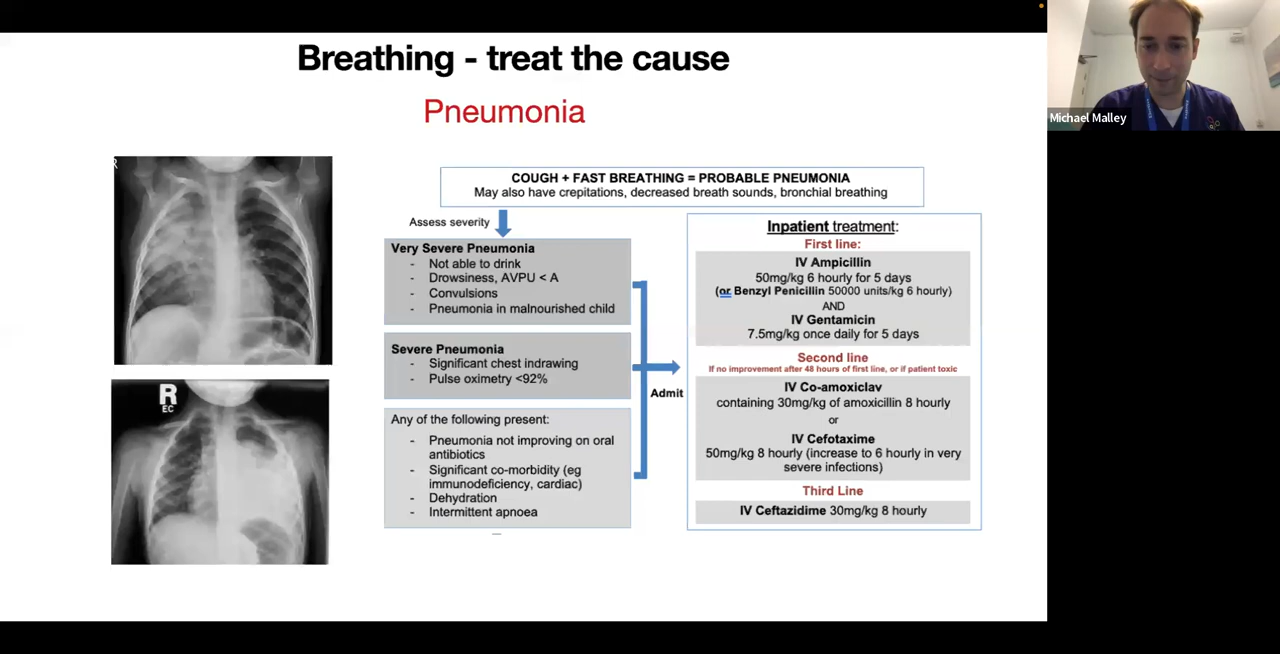 Breathing - treat the cause
Pneumonia
Michael Malley
R
R
EC
COUGH + FAST BREATHING = PROBABLE PNEUMONIA
May also have crepitations, decreased breath sounds, bronchial breathing
Assess severity
Very Severe Pneumonia
- Not able to drink
- Drowsiness, AVPU < A
- Convulsions
- Pneumonia in malnourished child
Severe Pneumonia
- Significant chest indrawing
- Pulse oximetry <92%
Any of the following present:
- Pneumonia not improving on oral
antibiotics
- Significant co-morbidity (eg
immunodeficiency, cardiac)
- Dehydration
- Intermittent apnoea
Admit
Inpatient treatment:
First line:
IV Ampicillin
50mg/kg 6 hourly for 5 days
(or Benzyl Penicillin 50000 units/kg 6 hourly)
AND
IV Gentamicin
7.5mg/kg once daily for 5 days
Second line
If no improvement after 48 hours of first line, or if patient toxic
IV Co-amoxiclav
containing 30mg/kg of amoxicillin 8 hourly
or
IV Cefotaxime
50mg/kg 8 hourly (increase to 6 hourly in very
severe infections)
Third Line
IV Ceftazidime 30mg/kg 8 hourly